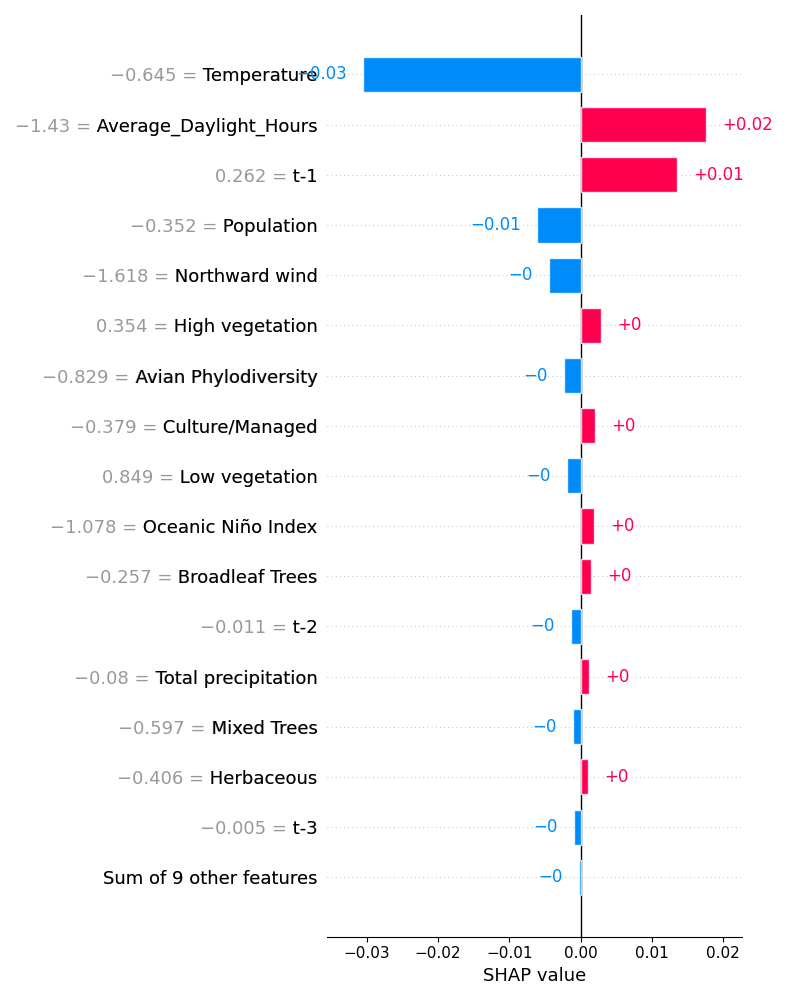 −0.645 = Temperature −0.03
−1.43 = Average_Daylight_Hours +0.02
0.262 = t-1 +0.01
−0.352 = Population −0.01
−1.618 = Northward wind −0
0.354 = High vegetation +0
−0.829 = Avian Phylodiversity −0
−0.379 = Culture/Managed +0
0.849 = Low vegetation −0
−1.078 = Oceanic Niño Index +0
−0.257 = Broadleaf Trees +0
−0.011 = t-2 −0
−0.08 = Total precipitation +0
−0.597 = Mixed Trees −0
−0.406 = Herbaceous +0
−0.005 = t-3 −0
Sum of 9 other features −0
−0.03 −0.02 −0.01 0.00 0.01 0.02
SHAP value